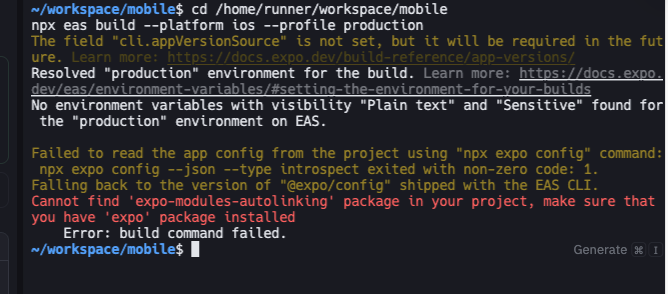 ~/workspace/mobile$ cd /home/runner/workspace/mobile
npx eas build --platform ios --profile production
The field "cli.appVersionSource" is not set, but it will be required in the fut
ure. Learn more: https://docs.expo.dev/build-reference/app-versions/
Resolved "production" environment for the build. Learn more: https://docs.expo.
dev/eas/environment-variables/#setting-the-environment-for-your-builds
No environment variables with visibility "Plain text" and "Sensitive" found for
 the "production" environment on EAS.

Failed to read the app config from the project using "npx expo config" command:
 npx expo config --json --type introspect exited with non-zero code: 1.
Falling back to the version of "@expo/config" shipped with the EAS CLI.
Cannot find 'expo-modules-autolinking' package in your project, make sure that
you have 'expo' package installed
    Error: build command failed.
~/workspace/mobile$
Generate ⌘ I